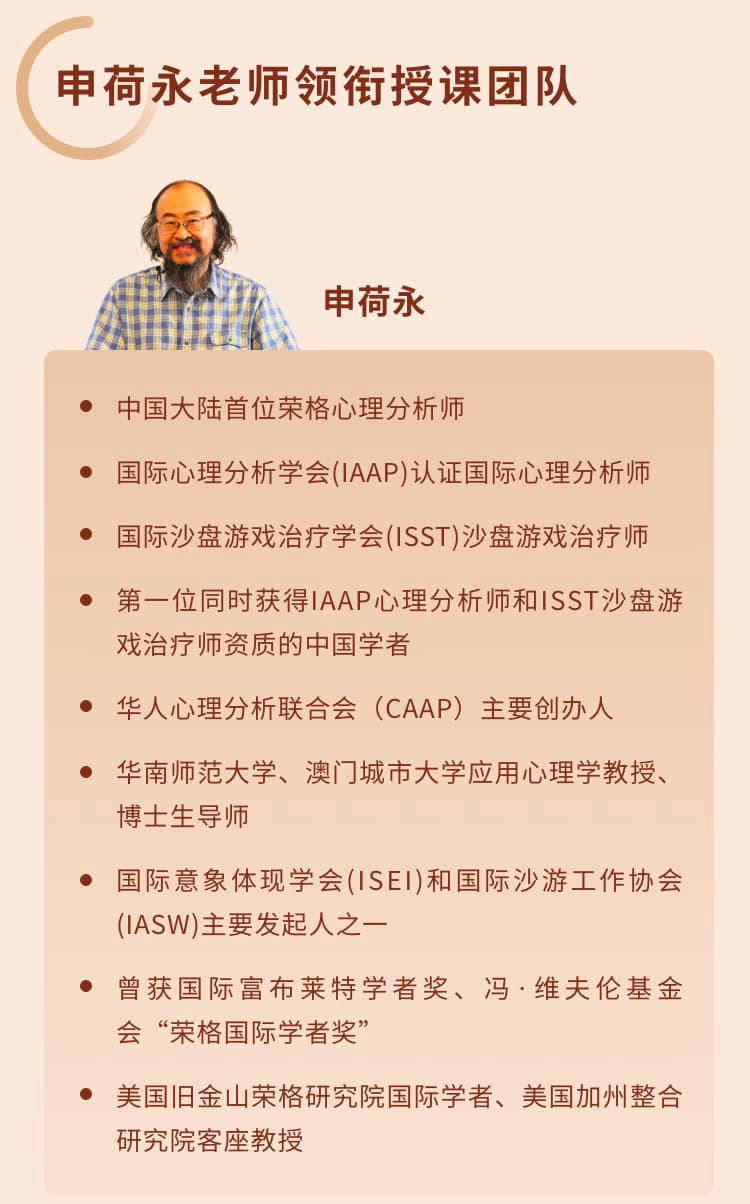 申荷永老师领衔授课团队
申荷永
中国大陆首位荣格心理分析师
国际心理分析学会(IAAP)认证国际心理分析师
国际沙盘游戏治疗学会(ISST)沙盘游戏治疗师
第一位同时获得IAAP心理分析师和ISST沙盘游
戏治疗师资质的中国学者
华人心理分析联合会（CAAP）主要创办人
华南师范大学、澳门城市大学应用心理学教授、
博士生导师
国际意象体现学会(ISEI)和国际沙游工作协会
(IASW)主要发起人之一
曾获国际富布莱特学者奖、冯·维夫伦基金
会“荣格国际学者奖”
美国旧金山荣格研究院国际学者、美国加州整合
研究院客座教授